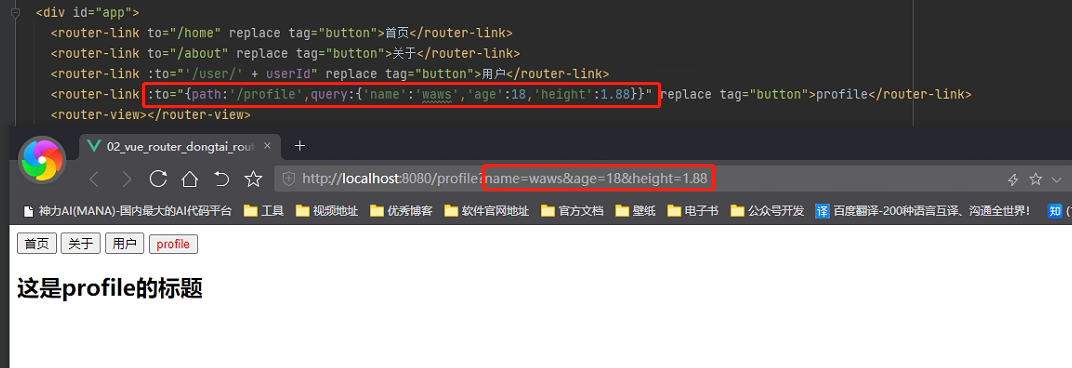 <div id="app">
<router-link to="/home" replace tag="button">首页</router-link>
<router-link to="/about" replace tag="button">关于</router-link>
<router-link :to="'/user/' + userId" replace tag="button">用户</router-link>
<router-link :to="{path:'/profile',query:{'name':'waws','age':18,'height':1.88}}" replace tag="button">profile</router-link>
<router-view></router-view>
02_vue_router_dongtai_rout
http://localhost:8080/profile?name=waws&age=18&height=1.88
神力AI(MANA)-国内最大的AI代码平台 工具 视频地址 优秀博客 软件官网地址 官方文档 壁纸 电子书 公众号开发 译 百度翻译-200种语言互译、沟通全世界! 知
首页 关于 用户 profile
这是profile的标题